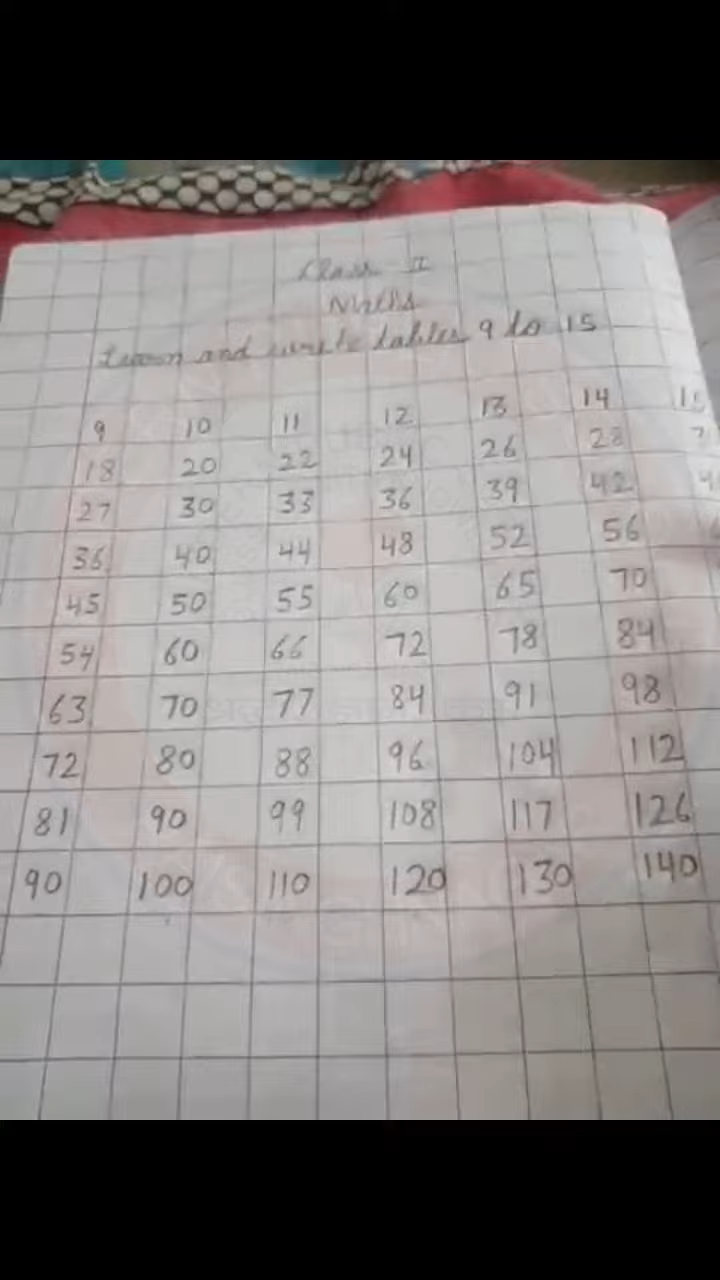 Class II
Maths
Learn and write tables 9 to 15
9 10 11 12 13 14 15
18 20 22 24 26 28
27 30 33 36 39 42
36 40 44 48 52 56
45 50 55 60 65 70
54 60 66 72 78 84
63 70 77 84 91 98
72 80 88 96 104 112
81 90 99 108 117 126
90 100 110 120 130 140